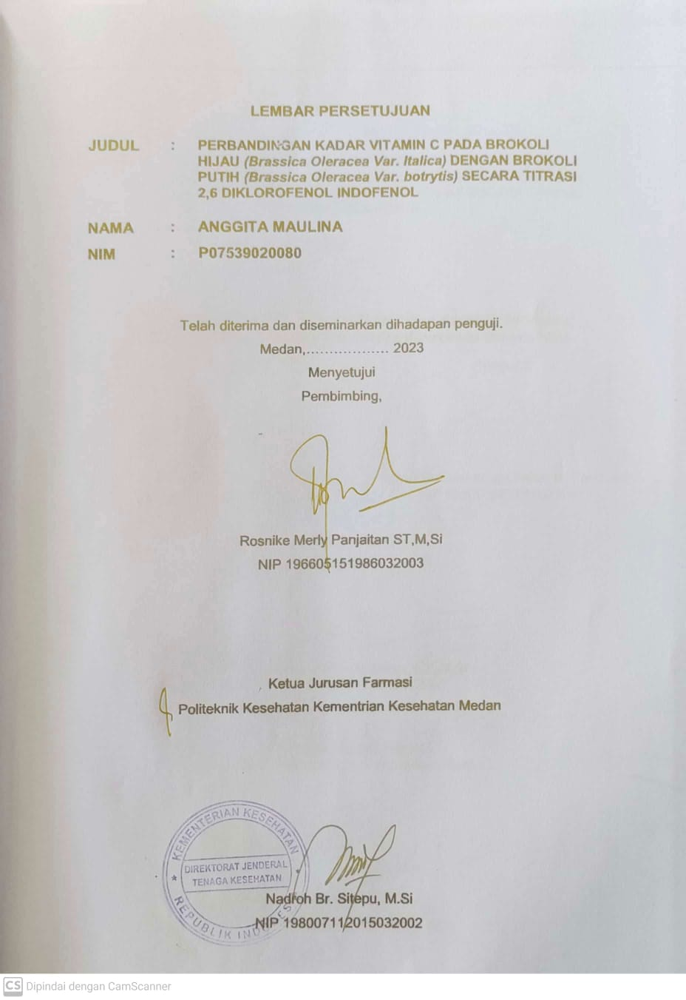 LEMBAR PERSETUJUAN
JUDUL : PERBANDINGAN KADAR VITAMIN C PADA BROKOLI
HIJAU (Brassica Oleracea Var. Italica) DENGAN BROKOLI
PUTIH (Brassica Oleracea Var. botrytis) SECARA TITRASI
2,6 DIKLOROFENOL INDOFENOL
NAMA : ANGGITA MAULINA
NIM : P07539020080
Telah diterima dan diseminarkan dihadapan penguji.
Medan,.................. 2023
Menyetujui
Pembimbing,
Rosnike Merly Panjaitan ST,M,Si
NIP 196605151986032003
Ketua Jurusan Farmasi
Politeknik Kesehatan Kementrian Kesehatan Medan
KEMENTERIAN KESEHATAN
DIREKTORAT JENDERAL
TENAGA KESEHATAN
REPUBLIK INDONESIA
Nadroh Br. Sitepu, M.Si
NIP 198007112015032002
CS Dipindai dengan CamScanner